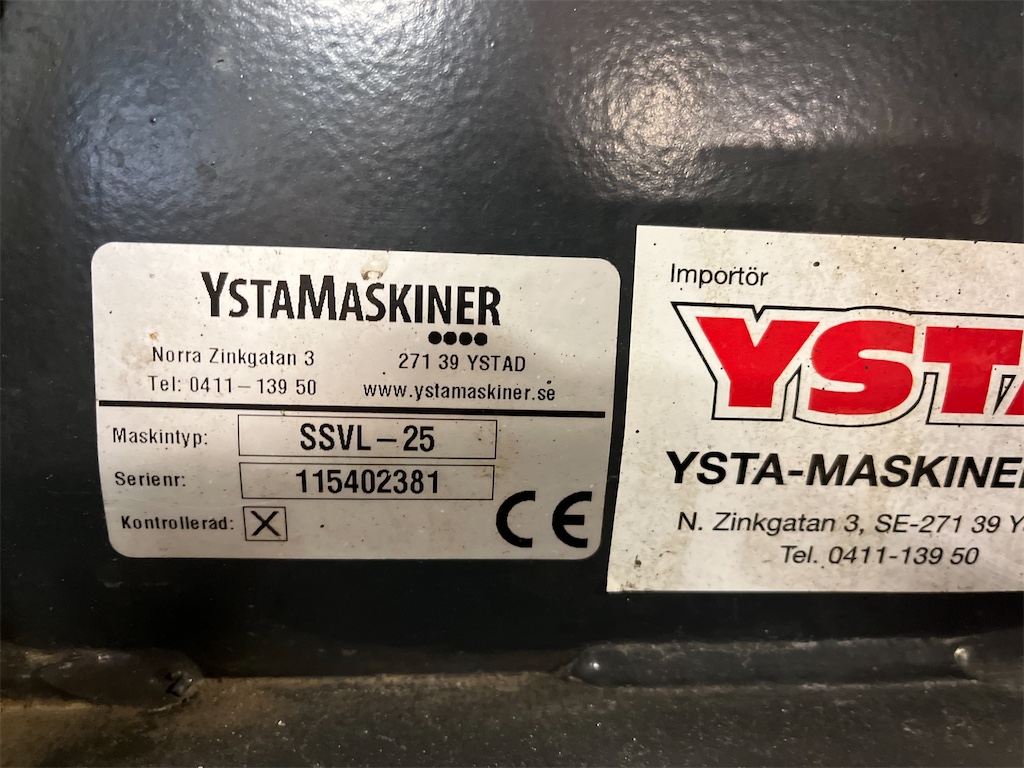 YSTAMASKINER
Norra Zinkgatan 3 271 39 YSTAD
Tel: 0411-139 50 www.ystamaskiner.se
Maskintyp: SSVL-25
Serienr: 115402381
Kontrollerad: X
CE
Importör
YSTA
YSTA-MASKINE
N. Zinkgatan 3, SE-271 39 Y
Tel. 0411-139 50